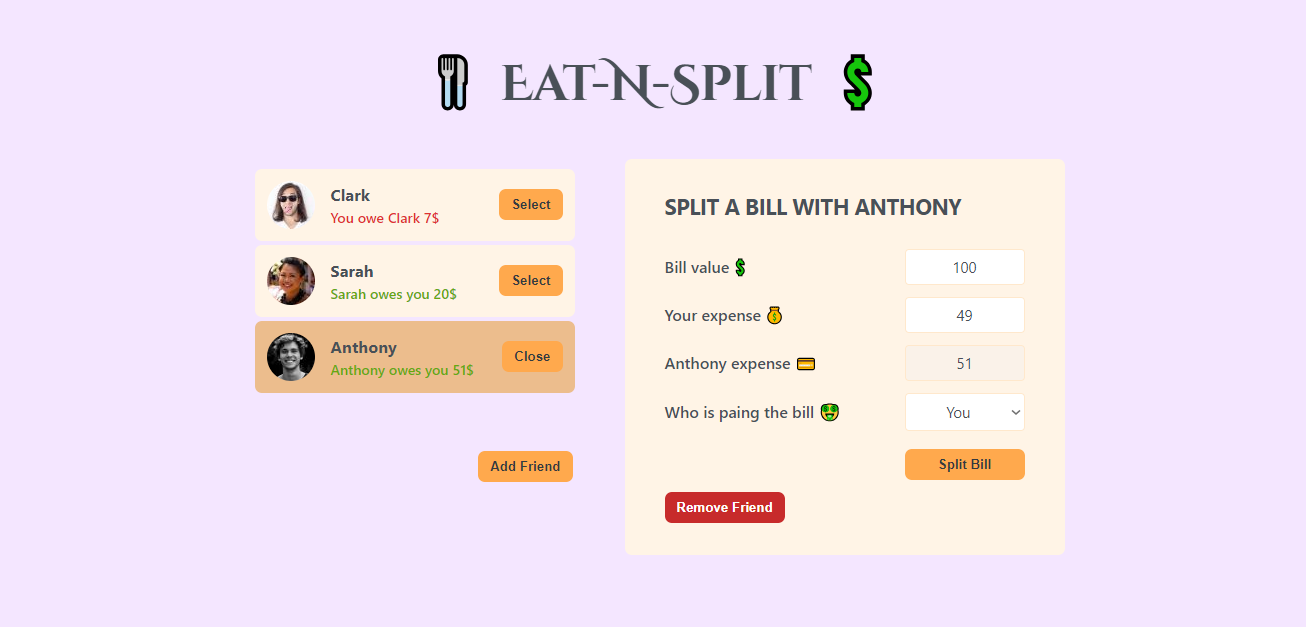 Eat-N-Split
Clark
You owe Clark 7$
Select
Sarah
Sarah owes you 20$
Select
Anthony
Anthony owes you 51$
Close
Add Friend
SPLIT A BILL WITH ANTHONY
Bill value 💲 100
Your expense 💰 49
Anthony expense 💳 51
Who is paing the bill 🤑 You
Split Bill
Remove Friend